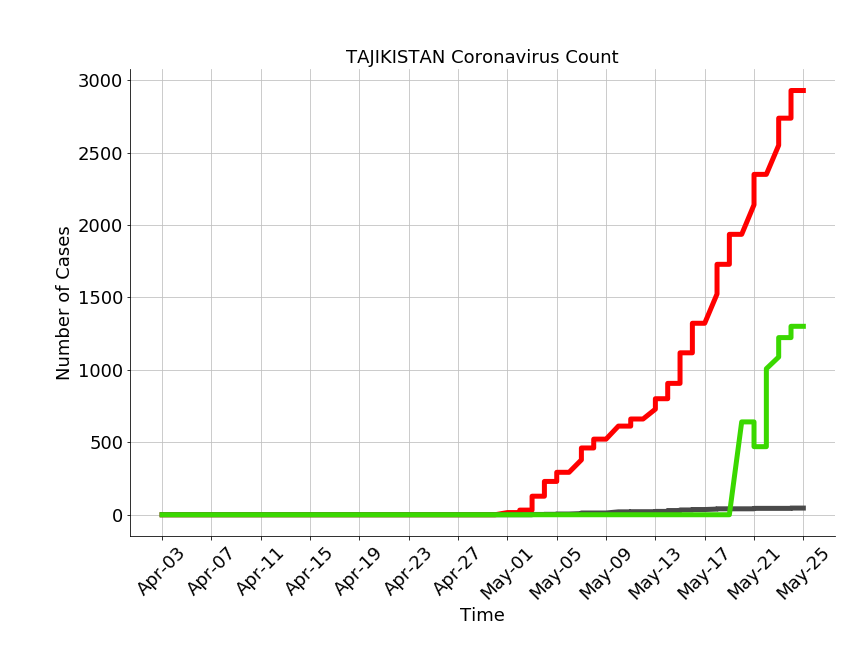 TAJIKISTAN Coronavirus Count
3000
2500
2000
1500
1000
500
0
Number of Cases
Apr-03
Apr-07
Apr-11
Apr-15
Apr-19
Apr-23
Apr-27
May-01
May-05
May-09
May-13
May-17
May-21
May-25
Time